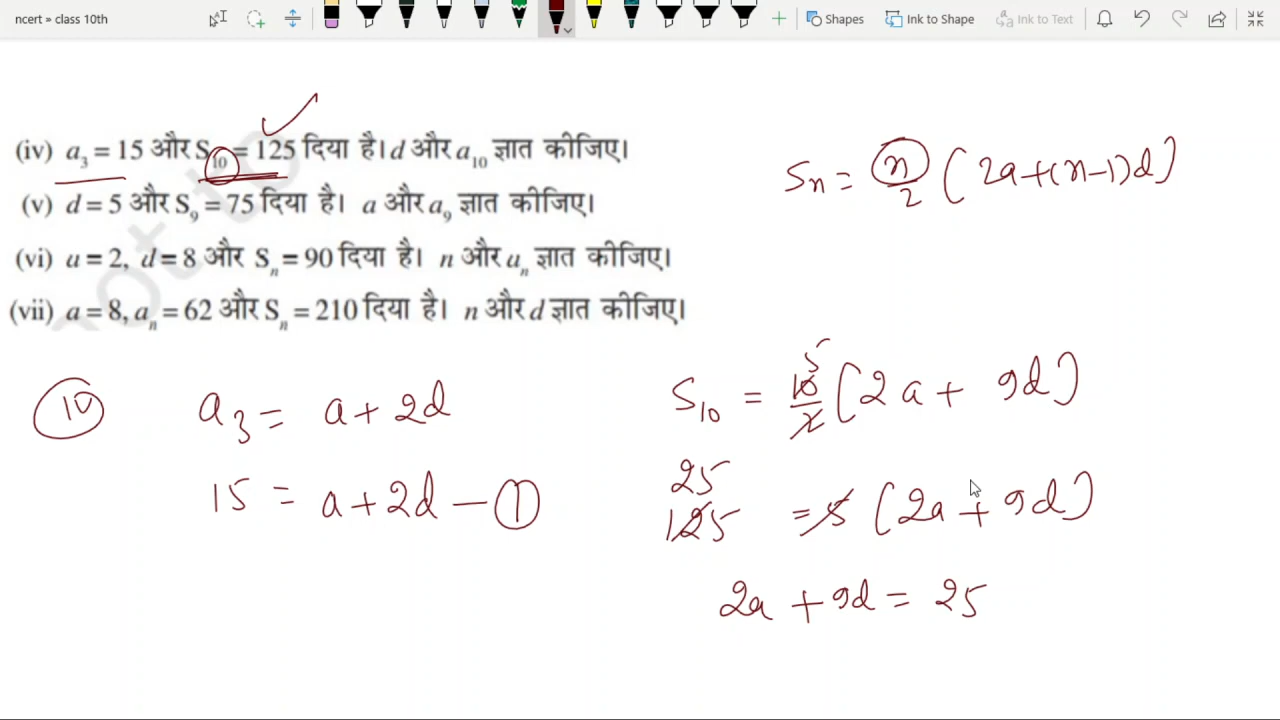 ncert » class 10th
Shapes
Ink to Shape
Ink to Text
(iv) a₃ = 15 और S₁₀ = 125 दिया है। d और a₁₀ ज्ञात कीजिए।
(v) d = 5 और S₉ = 75 दिया है। a और a₉ ज्ञात कीजिए।
(vi) a = 2, d = 8 और Sₙ = 90 दिया है। n और aₙ ज्ञात कीजिए।
(vii) a = 8, aₙ = 62 और Sₙ = 210 दिया है। n और d ज्ञात कीजिए।
Sn = n/2 (2a+(n-1)d)
a₃ = a + 2d
15 = a + 2d — ①
5
S₁₀ = 10/2 (2a + 9d)
25
125 = 5 (2a + 9d)
2a + 9d = 25